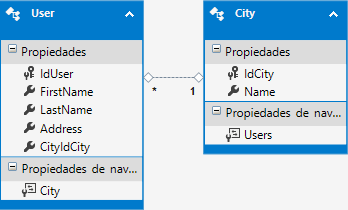 User
Propiedades
IdUser
FirstName
LastName
Address
CityIdCity
Propiedades de nav...
City
* 1
City
Propiedades
IdCity
Name
Propiedades de nav...
Users